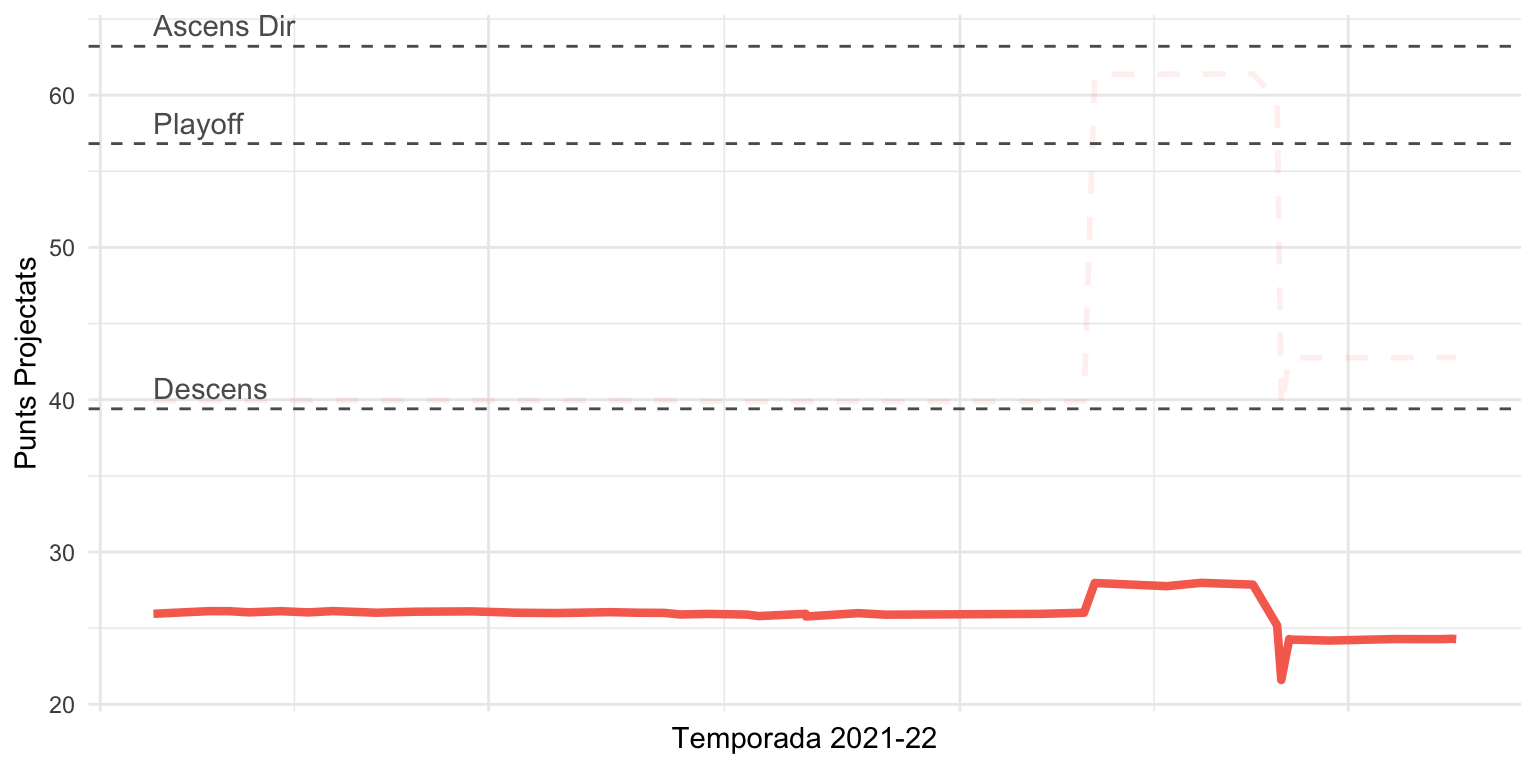 Ascens Dir
60
Playoff
50
Descens
40
30
20
Punts Projectats
Temporada 2021-22